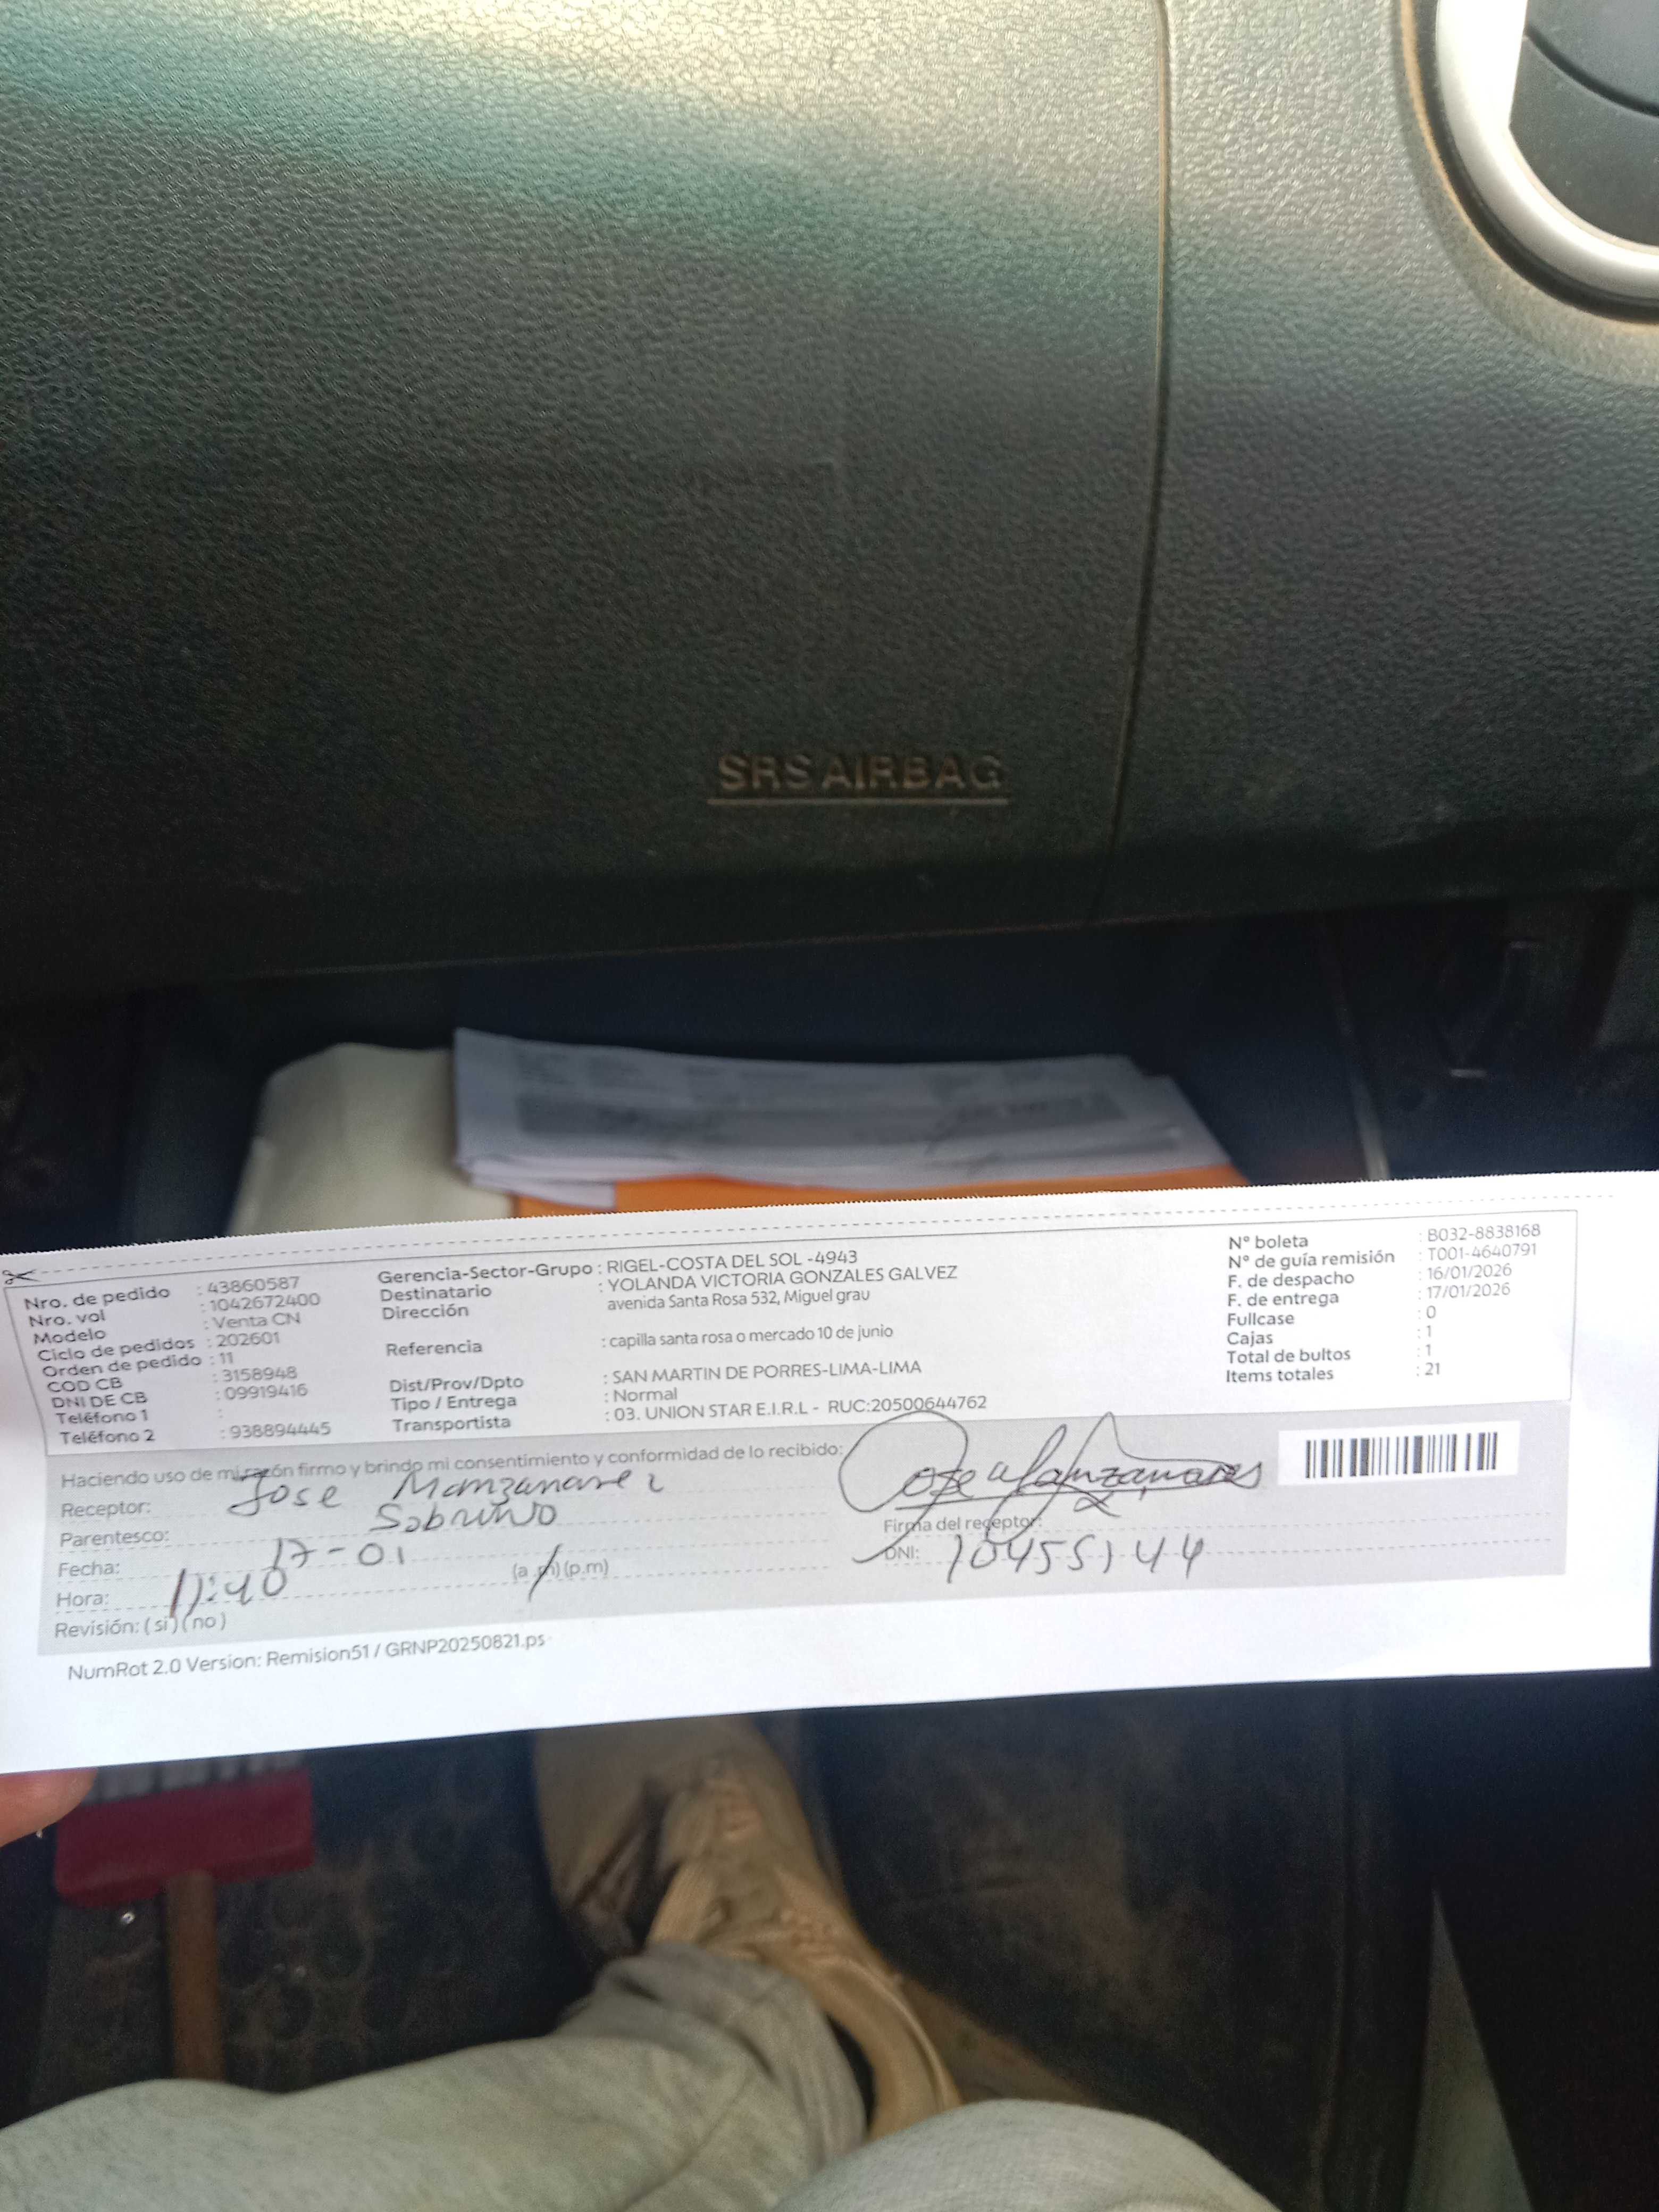 SRS AIRBAG
Nro. de pedido : 43860587
Nro. vol : 1042672400
Modelo : Venta CN
Ciclo de pedidos : 202601
Orden de pedido : 11
COD CB : 3158948
DNI DE CB : 09919416
Teléfono 1 :
Teléfono 2 : 938894445
Gerencia-Sector-Grupo : RIGEL-COSTA DEL SOL -4943
Destinatario : YOLANDA VICTORIA GONZALES GALVEZ
Dirección avenida Santa Rosa 532, Miguel grau
Referencia : capilla santa rosa o mercado 10 de junio
Dist/Prov/Dpto : SAN MARTIN DE PORRES-LIMA-LIMA
Tipo / Entrega : Normal
Transportista : 03. UNION STAR E.I.R.L - RUC:20500644762
N° boleta : B032-8838168
N° de guía remisión : T001-4640791
F. de despacho : 16/01/2026
F. de entrega : 17/01/2026
Fullcase : 0
Cajas : 1
Total de bultos : 1
Items totales : 21
Haciendo uso de mi razón firmo y brindo mi consentimiento y conformidad de lo recibido:
Receptor: Jose Manzanares
Parentesco: Sobrino
Fecha: 17-01
Hora: 11:40 (a.m) (p.m)
Revisión: ( si ) ( no )
Jose Manzanares
Firma del receptor:
DNI: 10455144
NumRot 2.0 Version: Remision51 / GRNP20250821.ps